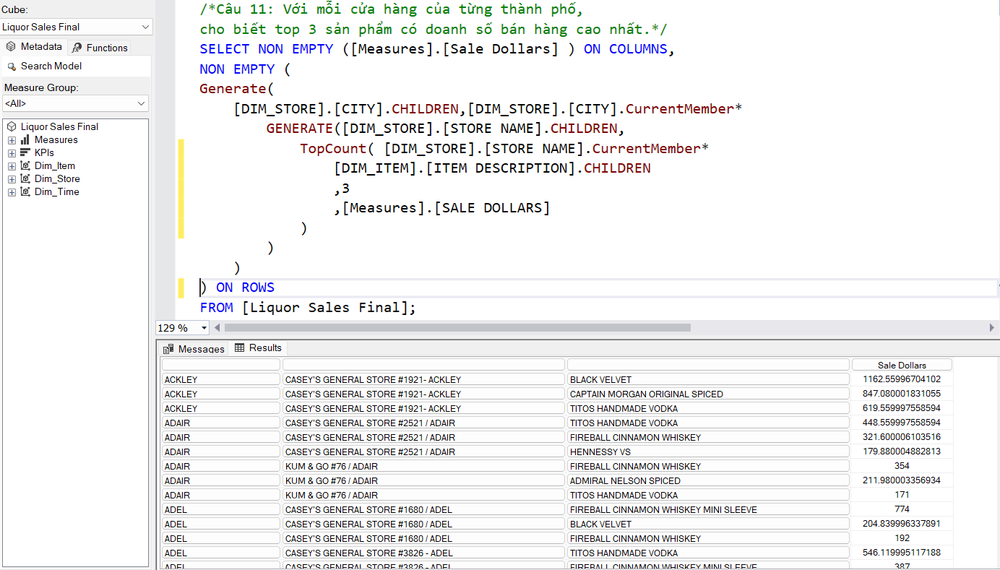 Cube:
Liquor Sales Final
Metadata
Functions
Search Model
Measure Group:
<All>
Liquor Sales Final
Measures
KPIs
Dim_Item
Dim_Store
Dim_Time
/*Câu 11: Với mỗi cửa hàng của từng thành phố,
cho biết top 3 sản phẩm có doanh số bán hàng cao nhất.*/
SELECT NON EMPTY ([Measures].[Sale Dollars] ) ON COLUMNS,
NON EMPTY (
Generate(
[DIM_STORE].[CITY].CHILDREN,[DIM_STORE].[CITY].CurrentMember*
GENERATE([DIM_STORE].[STORE NAME].CHILDREN,
TopCount( [DIM_STORE].[STORE NAME].CurrentMember*
[DIM_ITEM].[ITEM DESCRIPTION].CHILDREN
,3
,[Measures].[SALE DOLLARS]
)
)
)
) ON ROWS
FROM [Liquor Sales Final];
129 %
Messages
Results
Sale Dollars
ACKLEY CASEY'S GENERAL STORE #1921- ACKLEY BLACK VELVET 1162.55996704102
ACKLEY CASEY'S GENERAL STORE #1921- ACKLEY CAPTAIN MORGAN ORIGINAL SPICED 847.080001831055
ACKLEY CASEY'S GENERAL STORE #1921- ACKLEY TITOS HANDMADE VODKA 619.559997558594
ADAIR CASEY'S GENERAL STORE #2521 / ADAIR TITOS HANDMADE VODKA 448.559997558594
ADAIR CASEY'S GENERAL STORE #2521 / ADAIR FIREBALL CINNAMON WHISKEY 321.600006103516
ADAIR CASEY'S GENERAL STORE #2521 / ADAIR HENNESSY VS 179.880004882813
ADAIR KUM & GO #76 / ADAIR FIREBALL CINNAMON WHISKEY 354
ADAIR KUM & GO #76 / ADAIR ADMIRAL NELSON SPICED 211.980003356934
ADAIR KUM & GO #76 / ADAIR TITOS HANDMADE VODKA 171
ADEL CASEY'S GENERAL STORE #1680 / ADEL FIREBALL CINNAMON WHISKEY MINI SLEEVE 774
ADEL CASEY'S GENERAL STORE #1680 / ADEL BLACK VELVET 204.839996337891
ADEL CASEY'S GENERAL STORE #1680 / ADEL FIREBALL CINNAMON WHISKEY 192
ADEL CASEY'S GENERAL STORE #3826 - ADEL TITOS HANDMADE VODKA 546.119995117188
ADEL CASEY'S GENERAL STORE #3826 - ADEL FIREBALL CINNAMON WHISKEY MINI SLEEVE 387